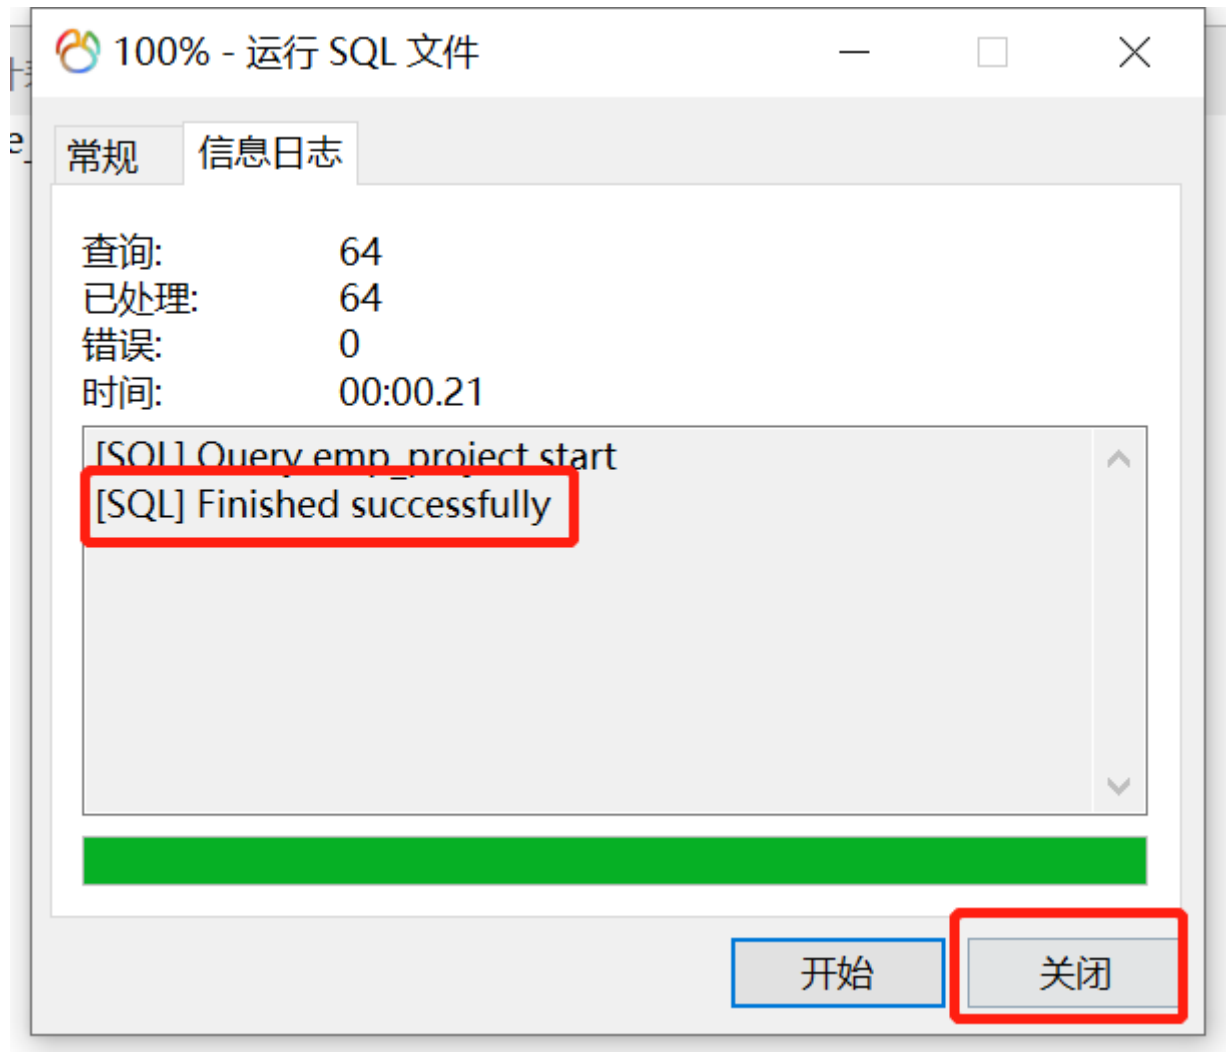 100% - 运行 SQL 文件
常规 信息日志
查询: 64
已处理: 64
错误: 0
时间: 00:00.21
[SQL] Query emp_project start
[SQL] Finished successfully
开始 关闭